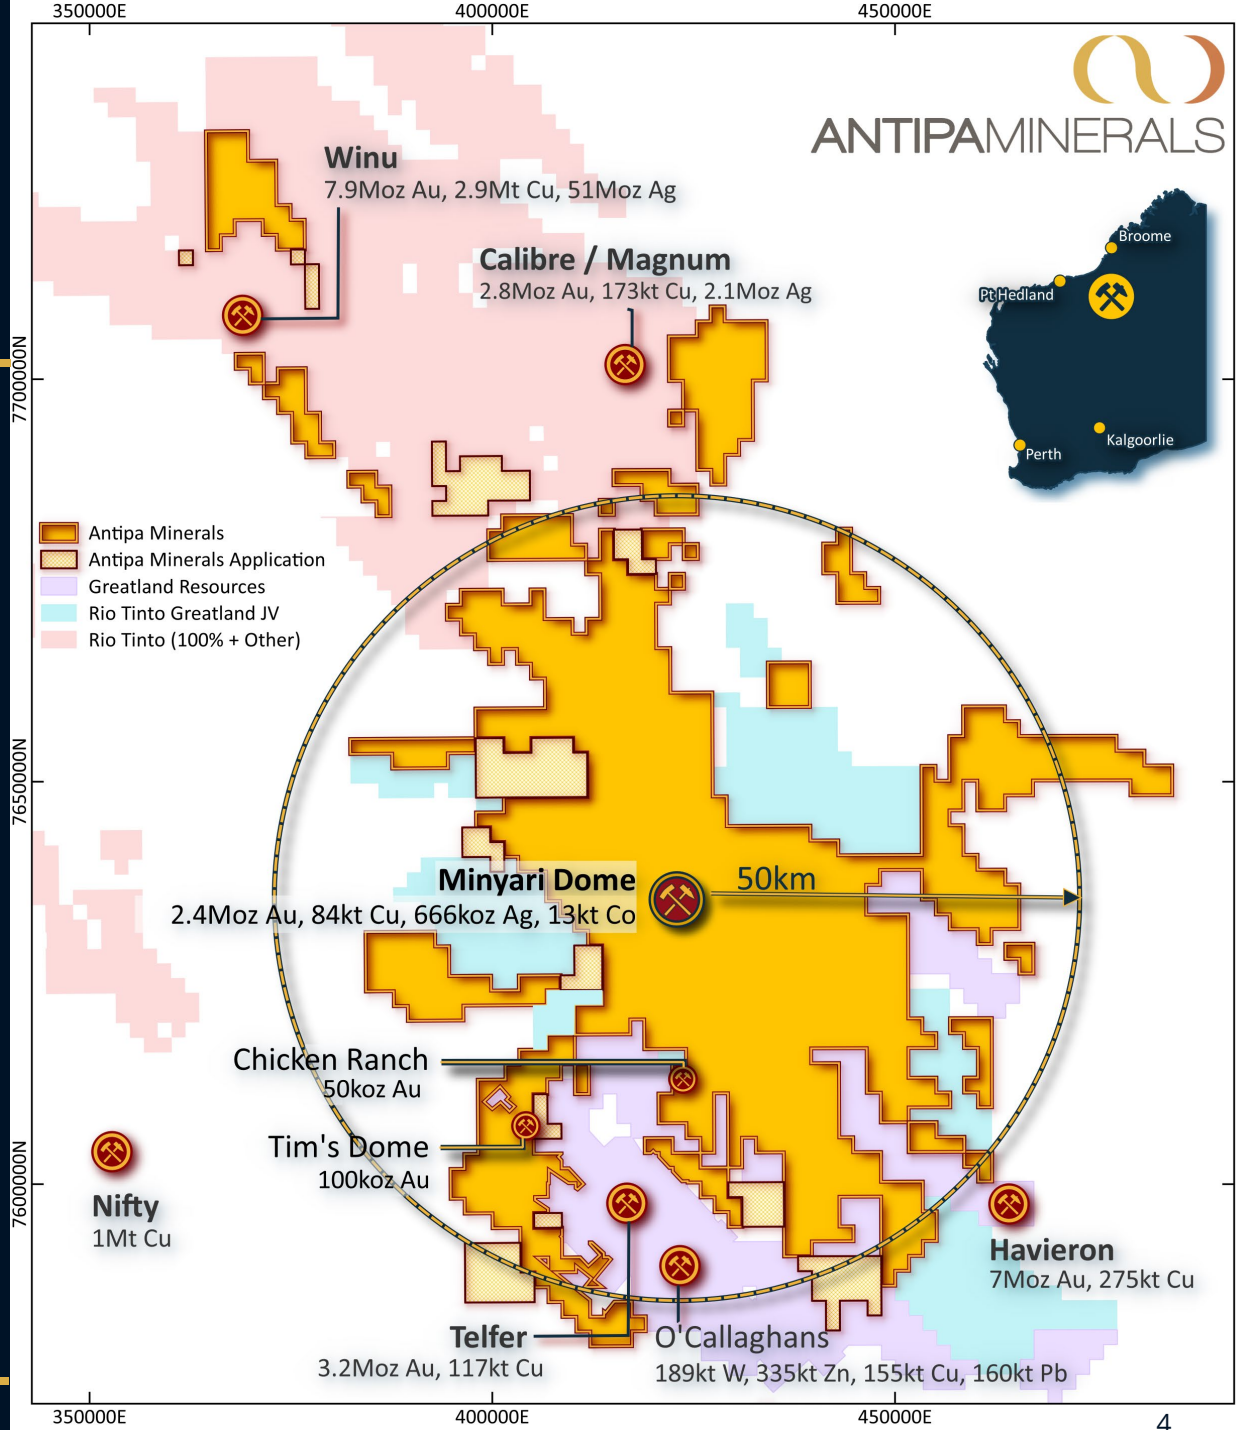 350000E
400000E
450000E
ANTIPAMINERALS
Winu
7.9Moz Au, 2.9Mt Cu, 51Moz Ag
Calibre / Magnum
2.8Moz Au, 173kt Cu, 2.1Moz Ag
Broome
Pt Hedland
Kalgoorlie
Perth
7700000N
Antipa Minerals
Antipa Minerals Application
Greatland Resources
Rio Tinto Greatland JV
Rio Tinto (100% + Other)
7650000N
Minyari Dome
2.4Moz Au, 84kt Cu, 666koz Ag, 13kt Co
50km
Chicken Ranch
50koz Au
Tim's Dome
100koz Au
7600000N
Nifty
1Mt Cu
Havieron
7Moz Au, 275kt Cu
Telfer
3.2Moz Au, 117kt Cu
O'Callaghans
189kt W, 335kt Zn, 155kt Cu, 160kt Pb
350000E
400000E
450000E
4